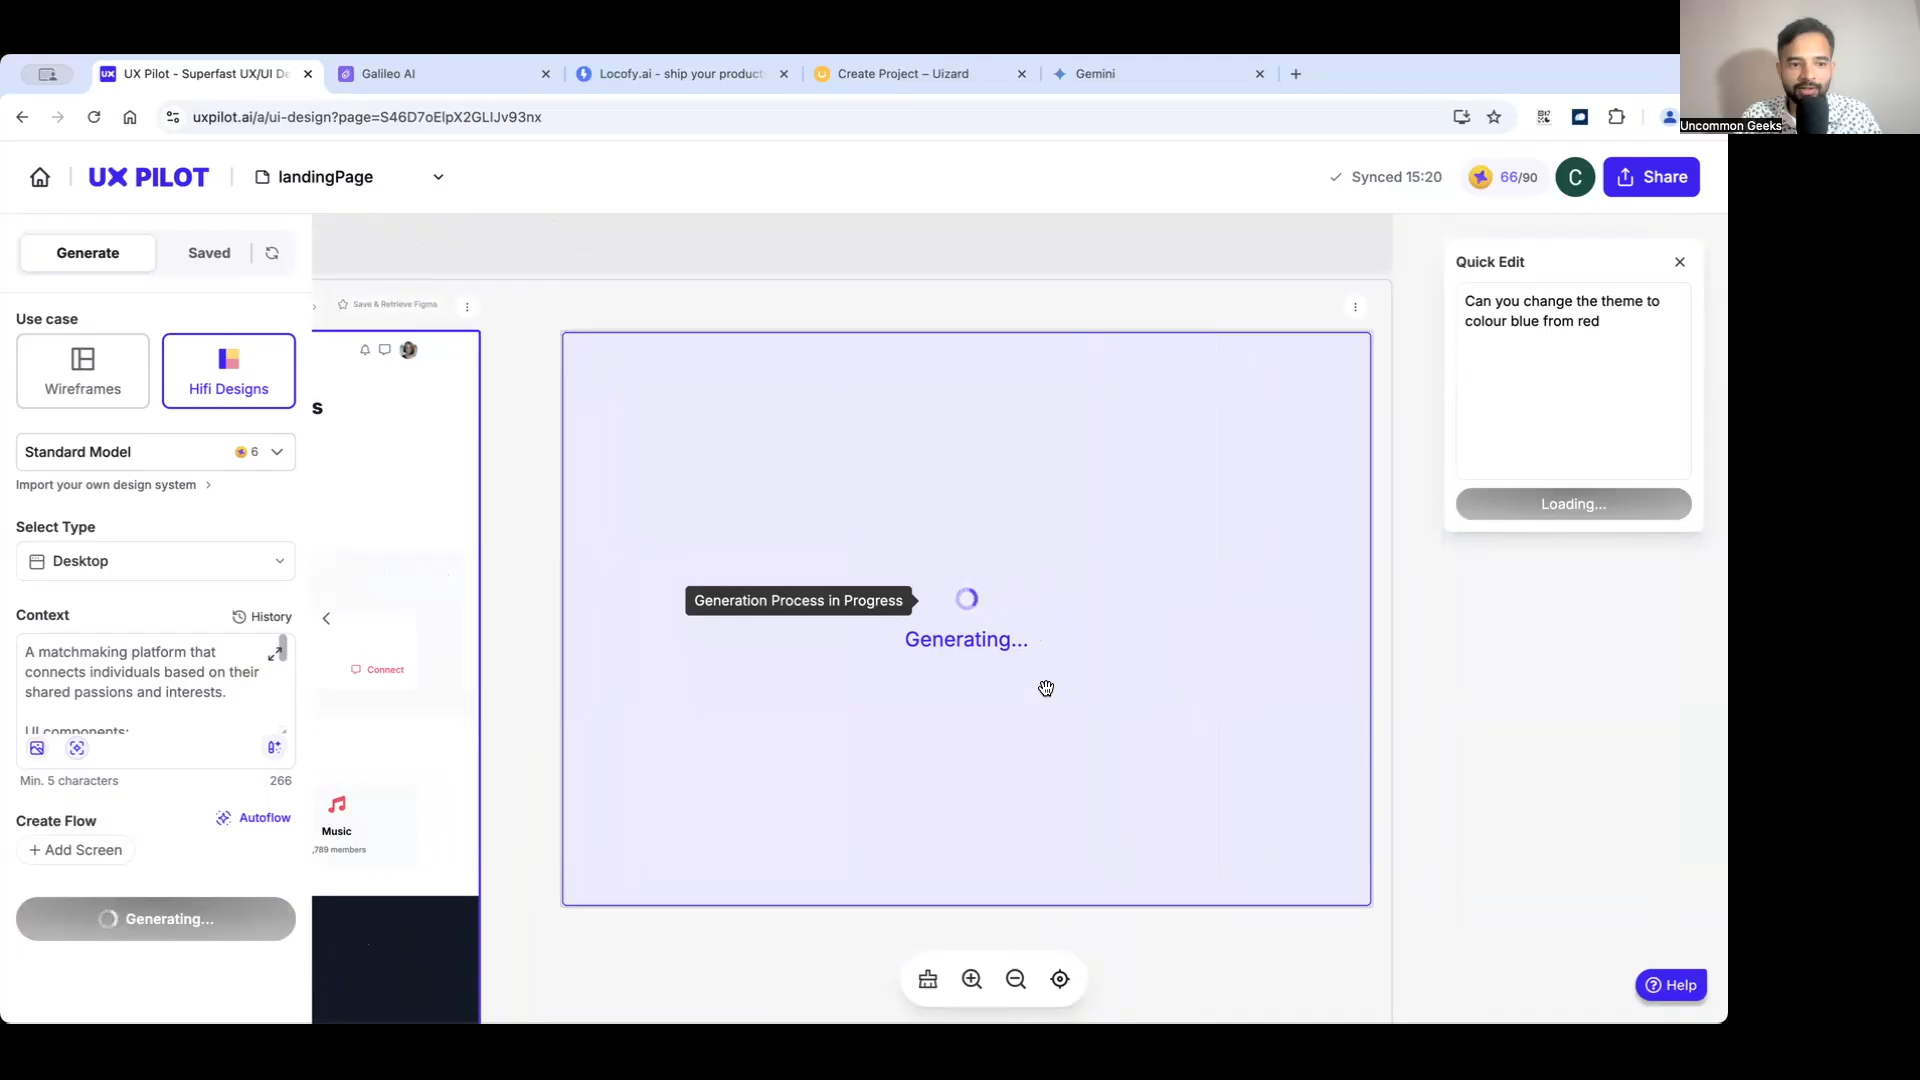 UX Pilot - Superfast UX/UI De
Galileo AI
Locofy.ai - ship your product
Create Project – Uizard
Gemini
uxpilot.ai/a/ui-design?page=S46D7oElpX2GLIJv93nx
Uncommon Geeks
UX PILOT
landingPage
Synced 15:20
66/90
C
Share
Generate
Saved
Use case
Wireframes
Hifi Designs
Standard Model
6
Import your own design system
Select Type
Desktop
Context
History
A matchmaking platform that
connects individuals based on their
shared passions and interests.
UI components:
Min. 5 characters
266
Create Flow
Autoflow
+ Add Screen
Generating...
Save & Retrieve Figma
s
Connect
Music
,789 members
Generation Process in Progress
Generating...
Quick Edit
Can you change the theme to
colour blue from red
Loading...
Help